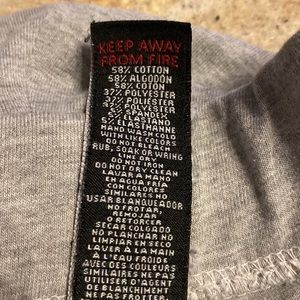 KEEP AWAY
FROM FIRE
58% COTTON
58% ALGODON
58% COTON
37% POLYESTER
37% POLIESTER
37% POLYESTER
5% SPANDEX
5% ELASTANO
5% ELASTHANNE
HAND WASH COLD
WITH LIKE COLORS
DO NOT BLEACH
RUB, SOAK OR WRING
LINE DRY
DO NOT IRON
DO NOT DRY CLEAN
LAVAR A MANO
EN AGUA FRIA
CON COLORES
SIMILARES NO
USAR BLANQUEADOR
NO FROTAR,
REMOJAR
O RETORCER
SECAR COLGADO
NO PLANCHAR NO
LIMPIAR EN SECO
LAVER A LA MAIN
A L'EAU FROIDE
AVEC DES COULEURS
SIMILAIRES NE PAS
UTILISER D'AGENT
DE BLANCHIMENT
NE PAS FROTTER